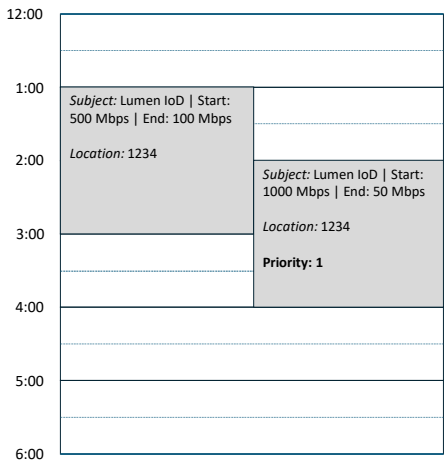 12:00
1:00
Subject: Lumen IoD | Start:
500 Mbps | End: 100 Mbps
Location: 1234
2:00
Subject: Lumen IoD | Start:
1000 Mbps | End: 50 Mbps
Location: 1234
Priority: 1
3:00
4:00
5:00
6:00